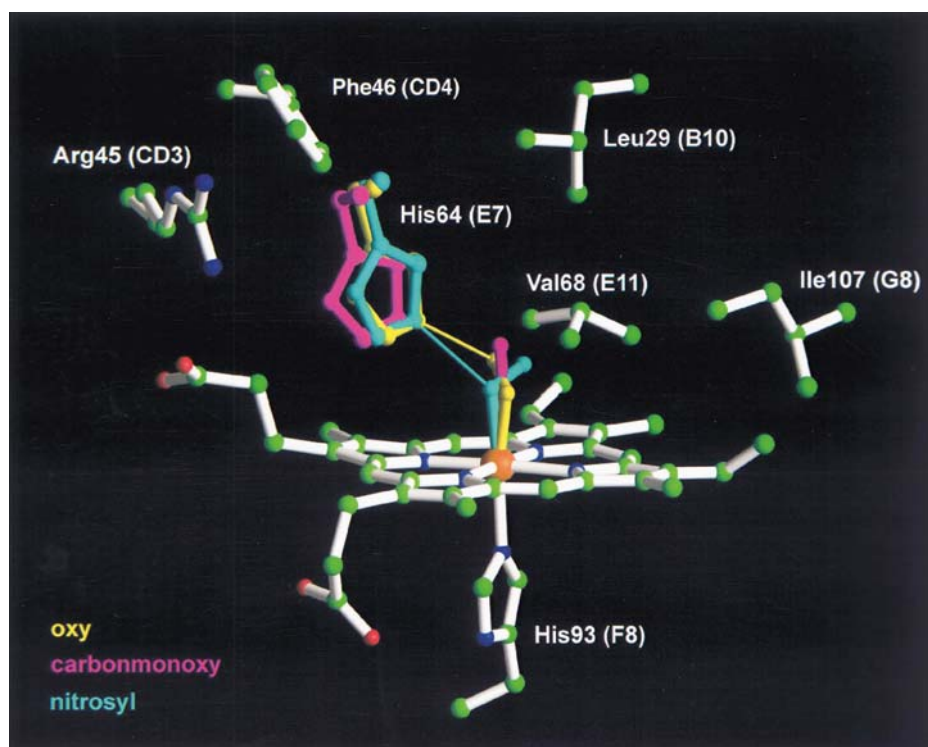 Phe46 (CD4)
Leu29 (B10)
Arg45 (CD3)
His64 (E7)
Val68 (E11)
Ile107 (G8)
His93 (F8)
oxy
carbonmonoxy
nitrosyl